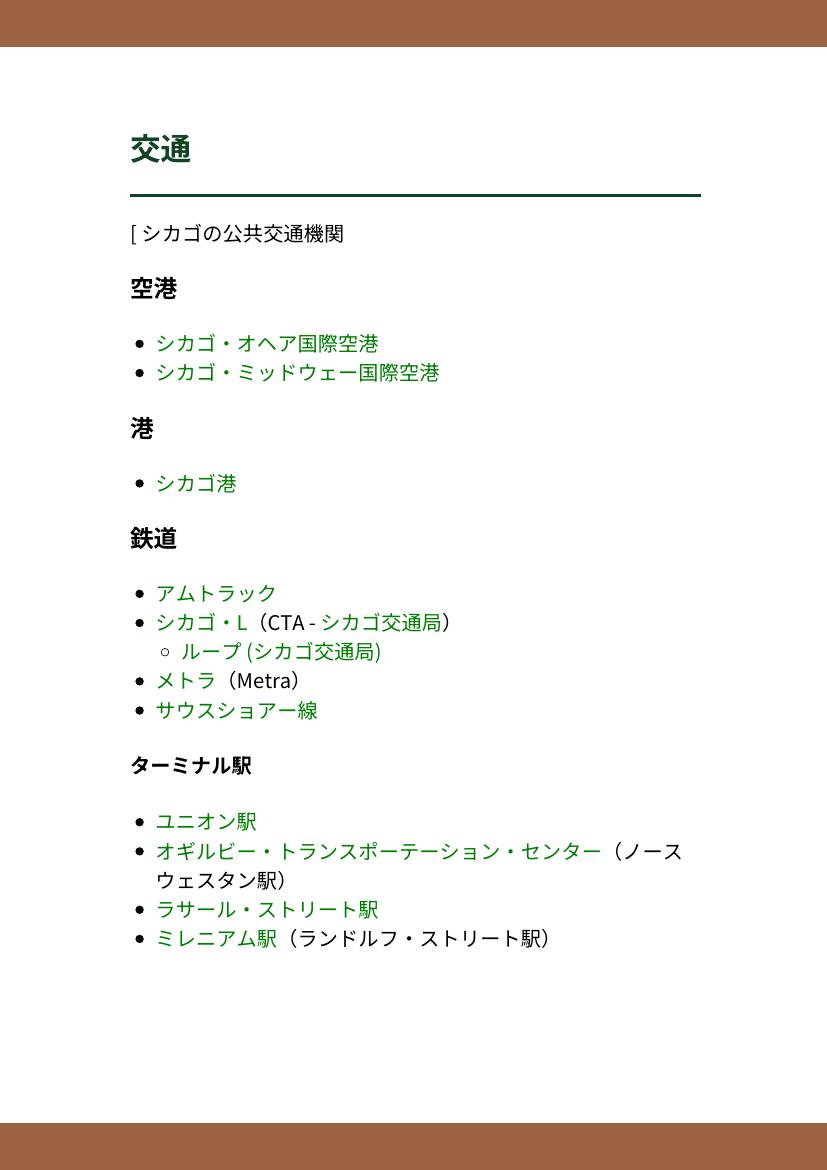 交通
[ シカゴの公共交通機関
空港
シカゴ・オヘア国際空港
シカゴ・ミッドウェー国際空港
港
シカゴ港
鉄道
アムトラック
シカゴ・L（CTA - シカゴ交通局）
ループ (シカゴ交通局)
メトラ（Metra）
サウスショアー線
ターミナル駅
ユニオン駅
オギルビー・トランスポーテーション・センター（ノース
ウェスタン駅）
ラサール・ストリート駅
ミレニアム駅（ランドルフ・ストリート駅）